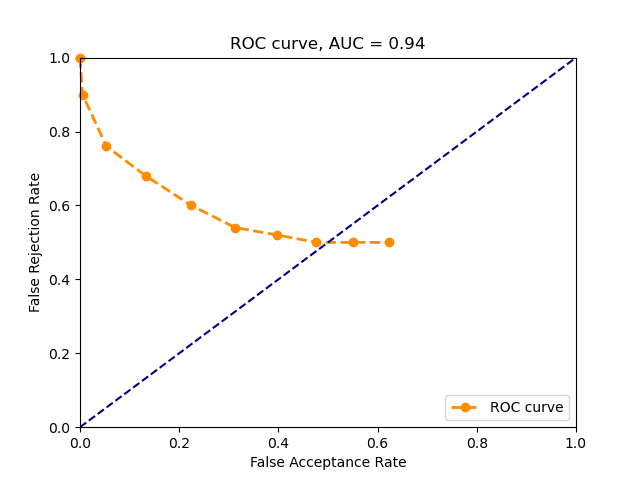 ROC curve, AUC = 0.94
1.0
0.8
0.6
0.4
0.2
0.0
False Rejection Rate
ROC curve
0.0 0.2 0.4 0.6 0.8 1.0
False Acceptance Rate